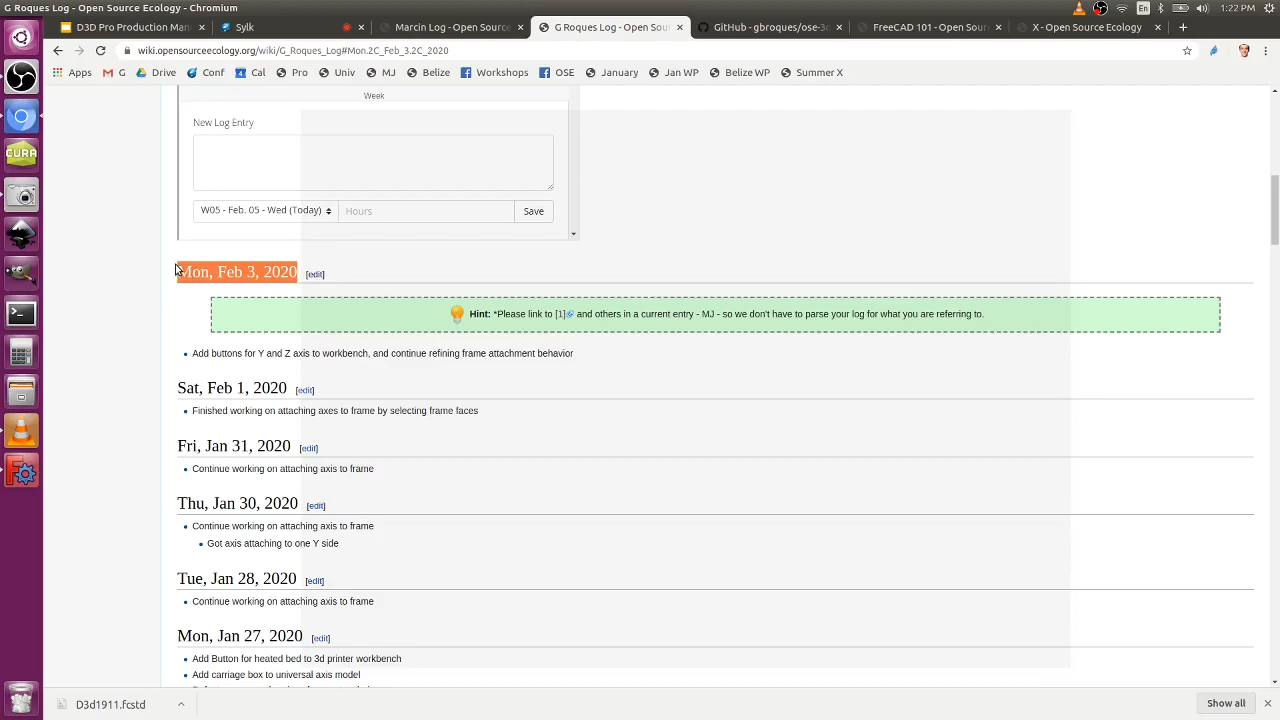 G Roques Log - Open Source Ecology - Chromium
En
1:22 PM
D3D Pro Production Man
Sylk
Marcin Log - Open Source
G Roques Log - Open Sour
GitHub - gbroques/ose-3d
FreeCAD 101 - Open Sour
X - Open Source Ecology
wiki.opensourceecology.org/wiki/G_Roques_Log#Mon.2C_Feb_3.2C_2020
Apps
G
Drive
Conf
Cal
Pro
Univ
MJ
Belize
Workshops
OSE
January
Jan WP
Belize WP
Summer X
Week
New Log Entry
W05 - Feb. 05 - Wed (Today)
Hours
Save
Mon, Feb 3, 2020 [edit]
Hint: *Please link to [1] and others in a current entry - MJ - so we don't have to parse your log for what you are referring to.
Add buttons for Y and Z axis to workbench, and continue refining frame attachment behavior
Sat, Feb 1, 2020 [edit]
Finished working on attaching axes to frame by selecting frame faces
Fri, Jan 31, 2020 [edit]
Continue working on attaching axis to frame
Thu, Jan 30, 2020 [edit]
Continue working on attaching axis to frame
Got axis attaching to one Y side
Tue, Jan 28, 2020 [edit]
Continue working on attaching axis to frame
Mon, Jan 27, 2020 [edit]
Add Button for heated bed to 3d printer workbench
Add carriage box to universal axis model
D3d1911.fcstd
Show all
CURA